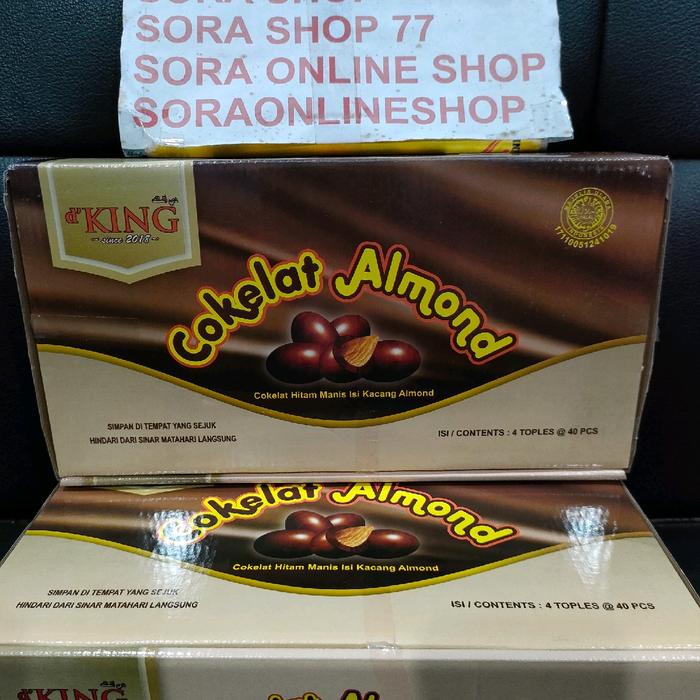 SORA SHOP
SORA SHOP 77
SORA ONLINE SHOP
SORAONLINESHOP
d'KING
since 2018
INDONESIA
17110051241019
Cokelat Almond
Cokelat Hitam Manis Isi Kacang Almond
SIMPAN DI TEMPAT YANG SEJUK
HINDARI DARI SINAR MATAHARI LANGSUNG
ISI / CONTENTS : 4 TOPLES @ 40 PCS
Cokelat Almond
Cokelat Hitam Manis Isi Kacang Almond
SIMPAN DI TEMPAT YANG SEJUK
HINDARI DARI SINAR MATAHARI LANGSUNG
ISI / CONTENTS : 4 TOPLES @ 40 PCS
d'KING